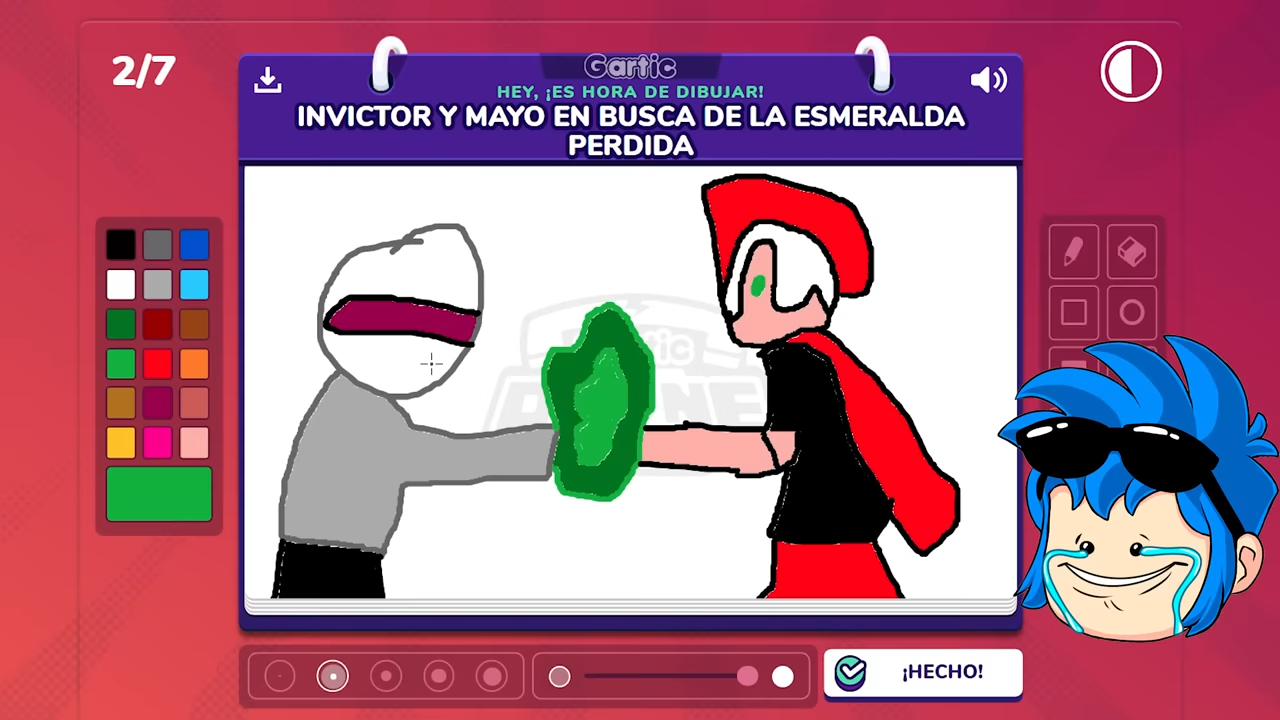 2/7
Gartic
HEY, ¡ES HORA DE DIBUJAR!
INVICTOR Y MAYO EN BUSCA DE LA ESMERALDA
PERDIDA
¡HECHO!